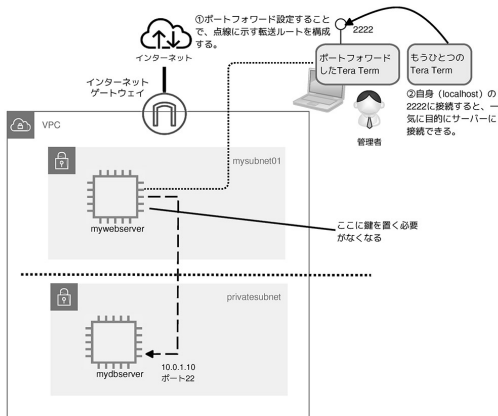 ①ポートフォワード設定すること
で、点線に示す転送ルートを構成
する。
2222
インターネット
ポートフォワード
したTera Term
もうひとつの
Tera Term
インターネット
ゲートウェイ
②自身（localhost）の
2222に接続すると、一
気に目的にサーバーに
接続できる。
管理者
VPC
mysubnet01
mywebserver
ここに鍵を置く必要
がなくなる
privatesubnet
mydbserver
10.0.1.10
ポート22